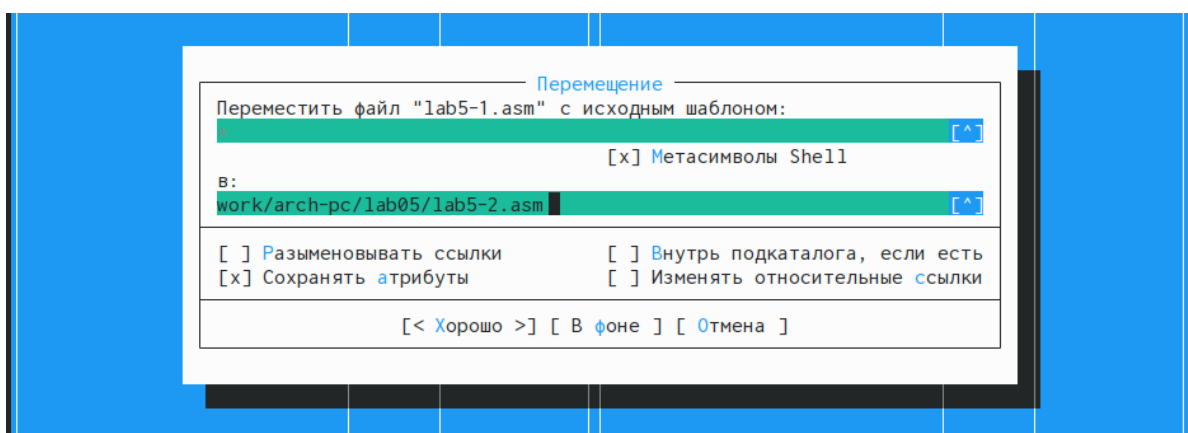 Перемещение
Переместить файл "lab5-1.asm" с исходным шаблоном:
* [^]
[x] Метасимволы Shell
в:
work/arch-pc/lab05/lab5-2.asm [^]
[ ] Разыменовывать ссылки [ ] Внутрь подкаталога, если есть
[x] Сохранять атрибуты [ ] Изменять относительные ссылки
[< Хорошо >] [ В фоне ] [ Отмена ]